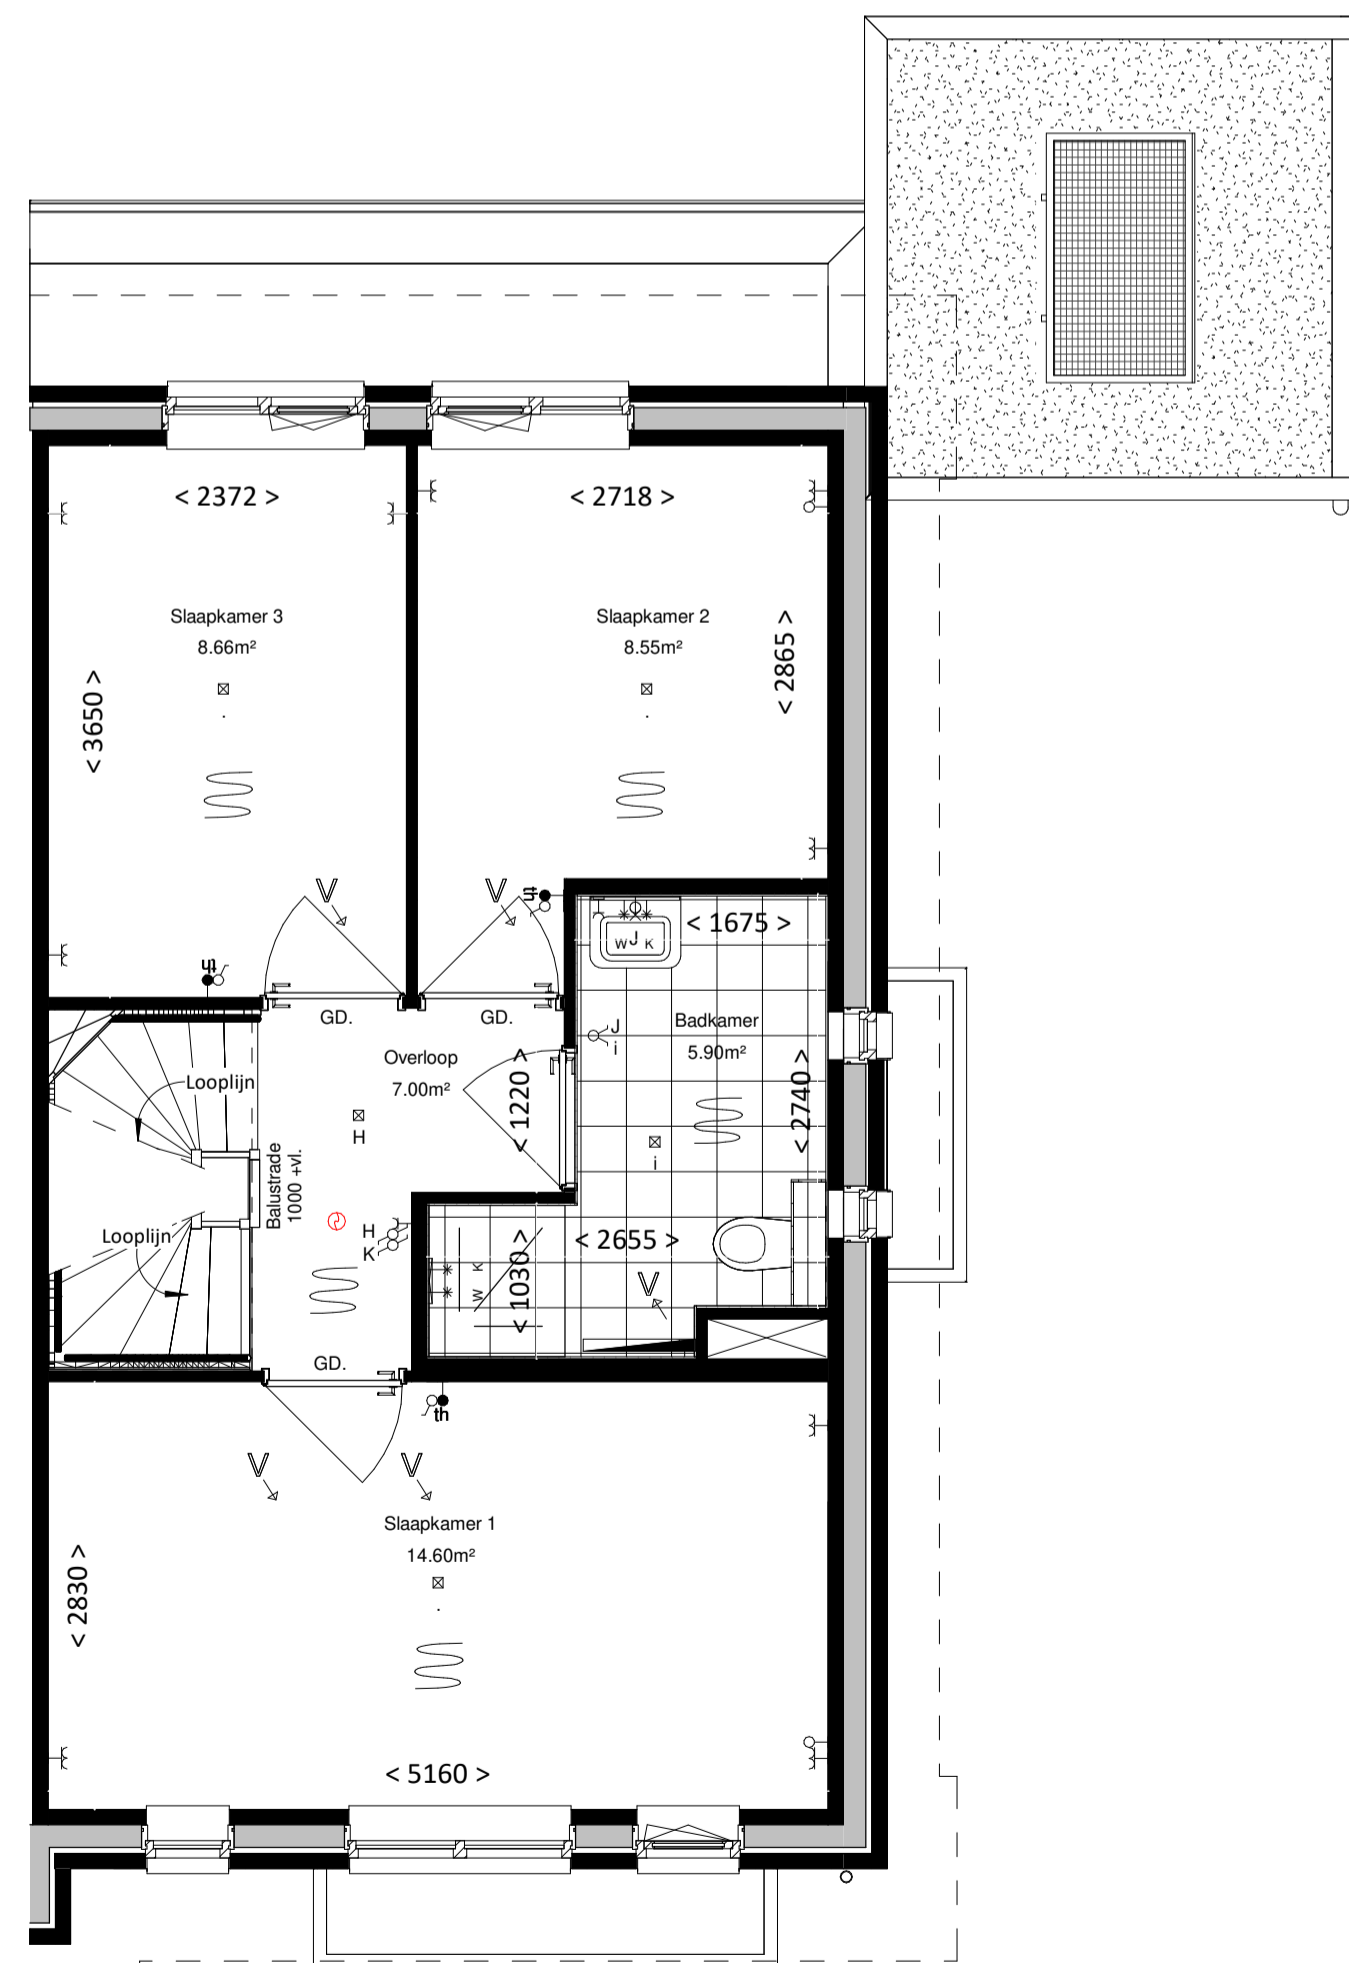 < 2372 >
< 2718 >
Slaapkamer 3
8.66m²
Slaapkamer 2
8.55m²
< 2865 >
< 3650 >
V
V
th
th
< 1675 >
W J K
GD.
GD.
J
i
Badkamer
5.90m²
Overloop
7.00m²
< 1220 >
< 2740 >
Looplijn
H
i
Balustrade
1000 +vl.
Looplijn
H
K
< 2655 >
< 1030 >
W K
V
GD.
th
V
V
Slaapkamer 1
14.60m²
< 2830 >
< 5160 >